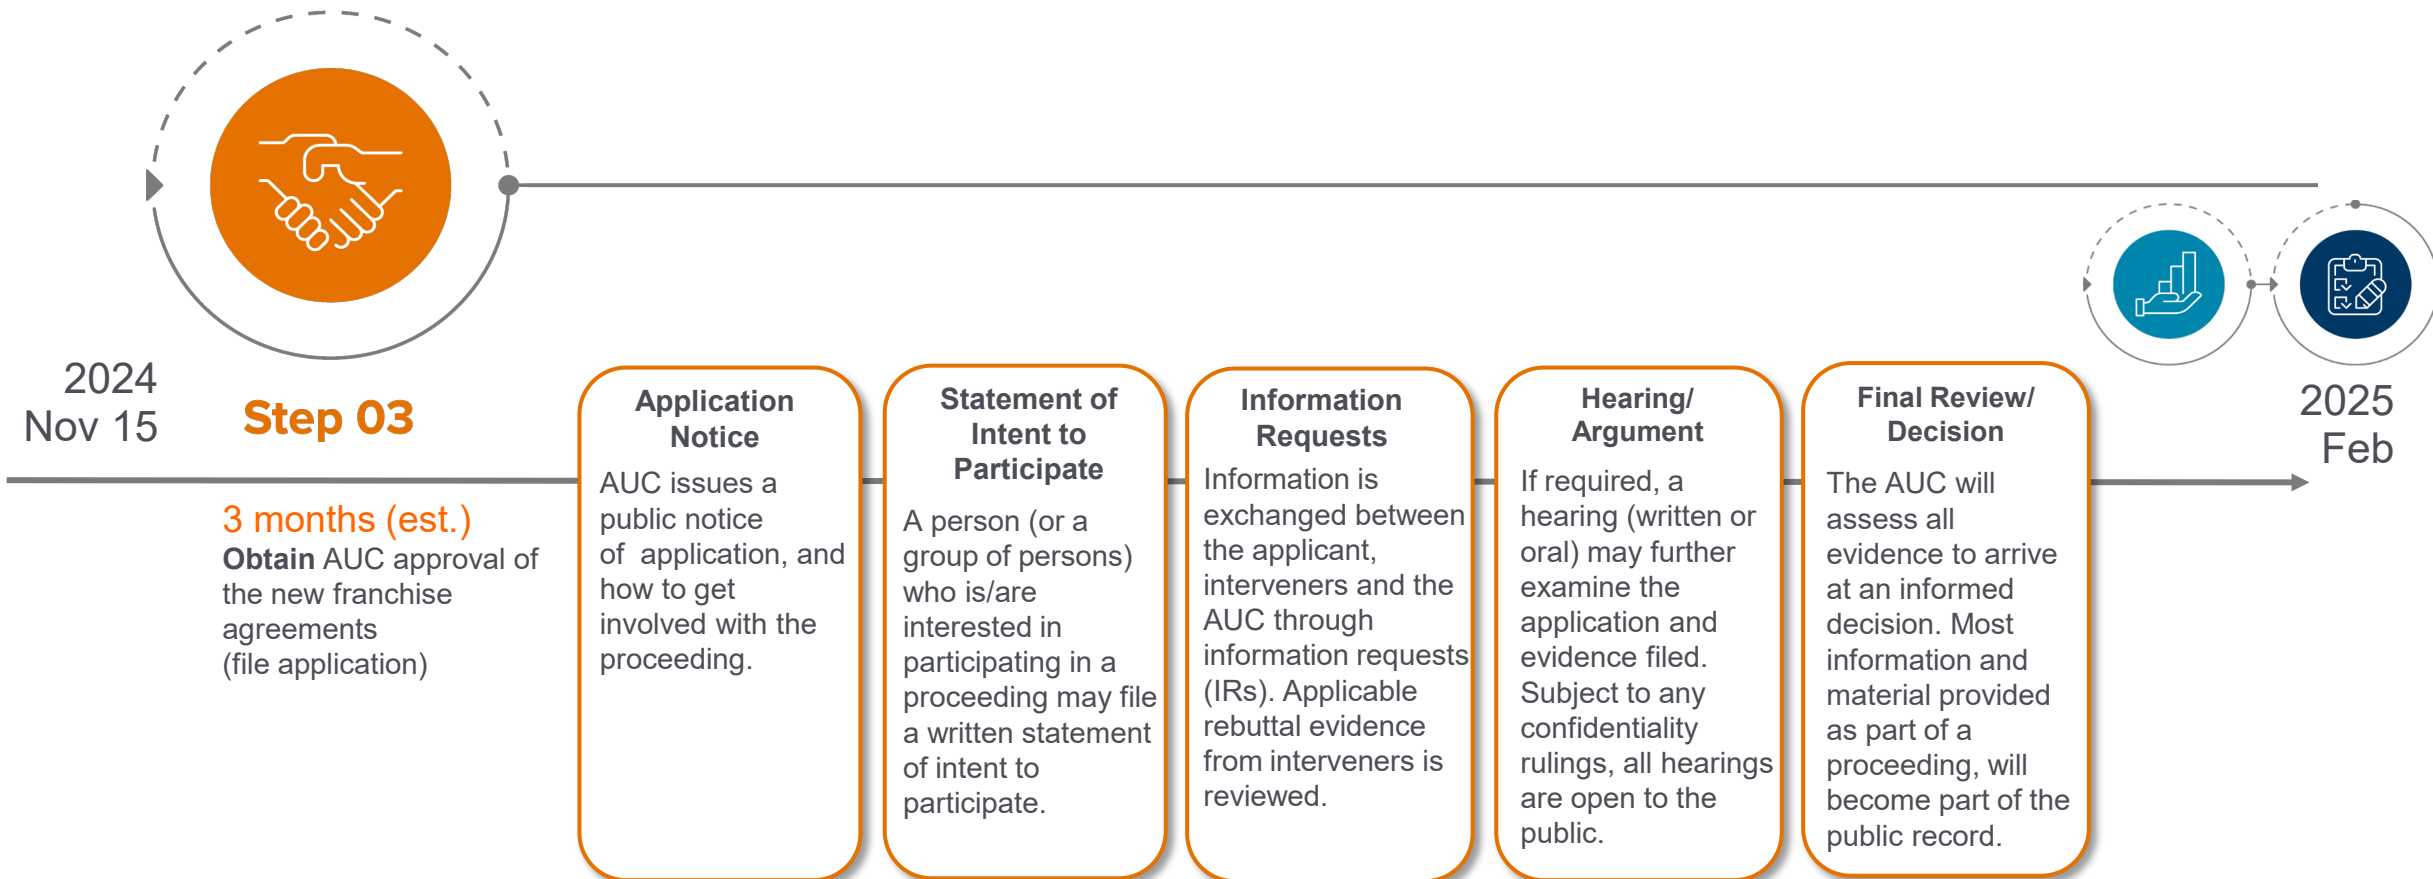 2024
Nov 15
Step 03
3 months (est.)
Obtain AUC approval of
the new franchise
agreements
(file application)
Application
Notice
AUC issues a
public notice
of application, and
how to get
involved with the
proceeding.
Statement of
Intent to
Participate
A person (or a
group of persons)
who is/are
interested in
participating in a
proceeding may file
a written statement
of intent to
participate.
Information
Requests
Information is
exchanged between
the applicant,
interveners and the
AUC through
information requests
(IRs). Applicable
rebuttal evidence
from interveners is
reviewed.
Hearing/
Argument
If required, a
hearing (written or
oral) may further
examine the
application and
evidence filed.
Subject to any
confidentiality
rulings, all hearings
are open to the
public.
Final Review/
Decision
The AUC will
assess all
evidence to arrive
at an informed
decision. Most
information and
material provided
as part of a
proceeding, will
become part of the
public record.
2025
Feb